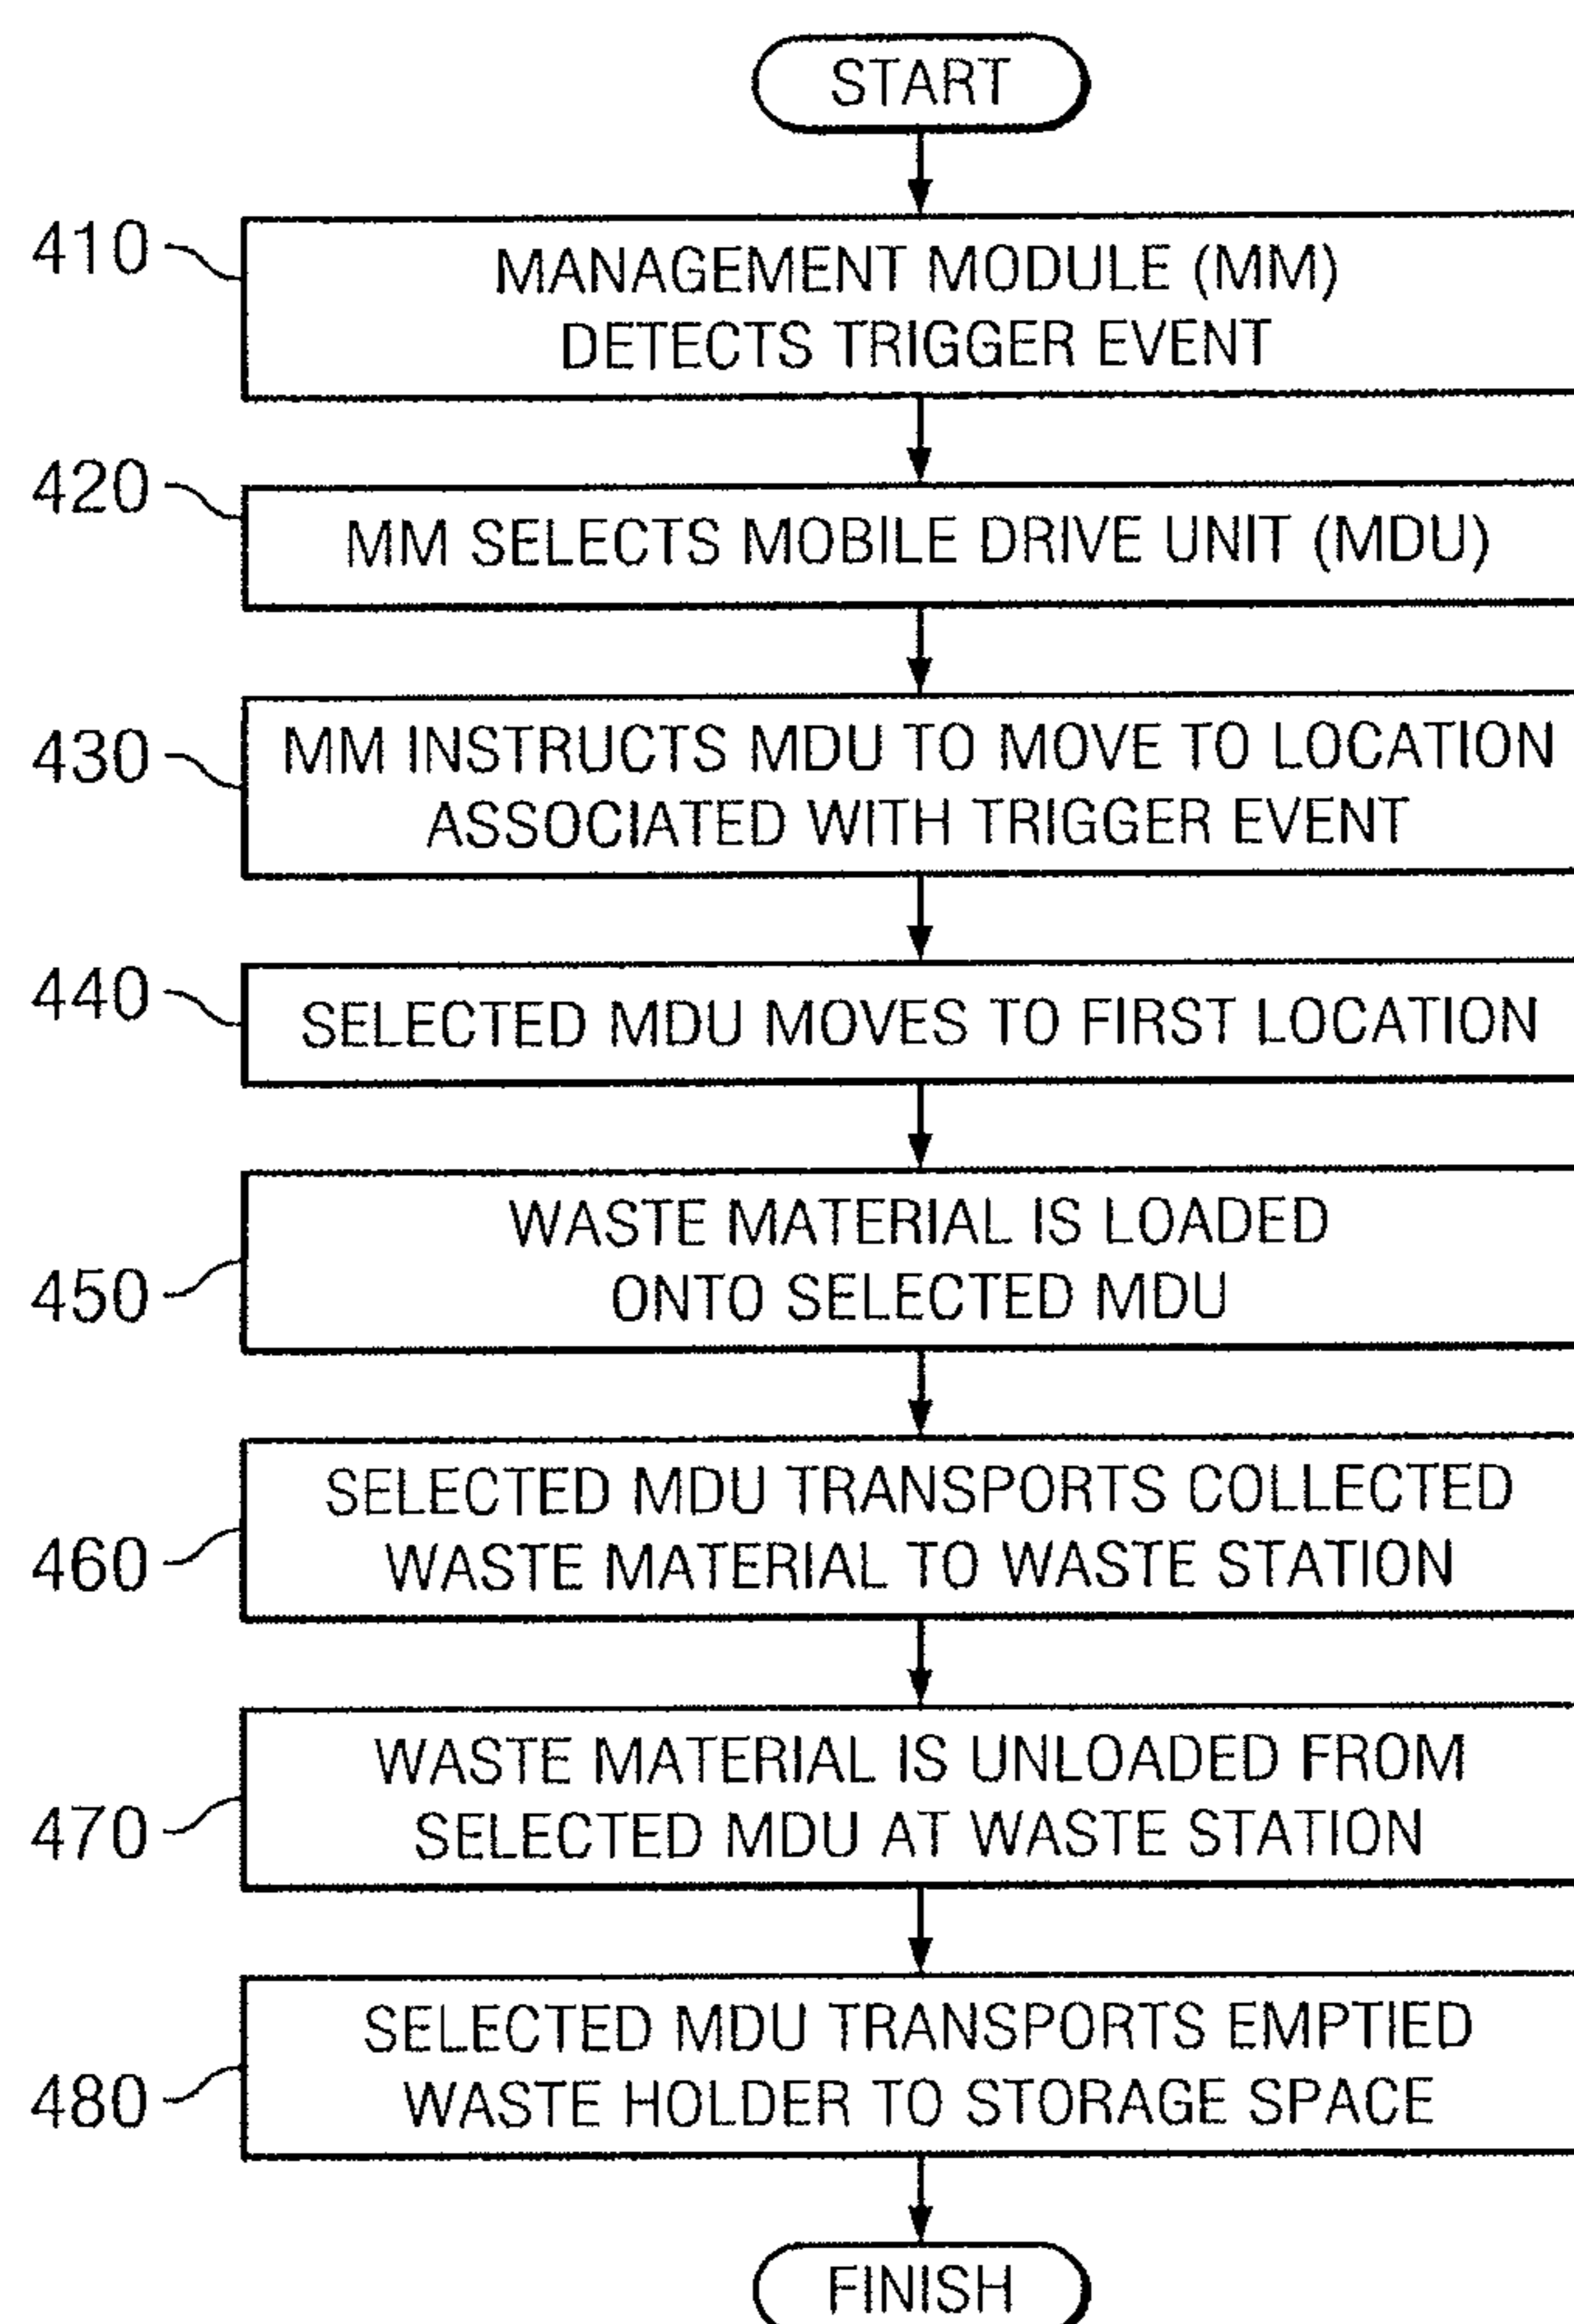 START
410
MANAGEMENT MODULE (MM)
DETECTS TRIGGER EVENT
420
MM SELECTS MOBILE DRIVE UNIT (MDU)
430
MM INSTRUCTS MDU TO MOVE TO LOCATION
ASSOCIATED WITH TRIGGER EVENT
440
SELECTED MDU MOVES TO FIRST LOCATION
450
WASTE MATERIAL IS LOADED
ONTO SELECTED MDU
460
SELECTED MDU TRANSPORTS COLLECTED
WASTE MATERIAL TO WASTE STATION
470
WASTE MATERIAL IS UNLOADED FROM
SELECTED MDU AT WASTE STATION
480
SELECTED MDU TRANSPORTS EMPTIED
WASTE HOLDER TO STORAGE SPACE
FINISH